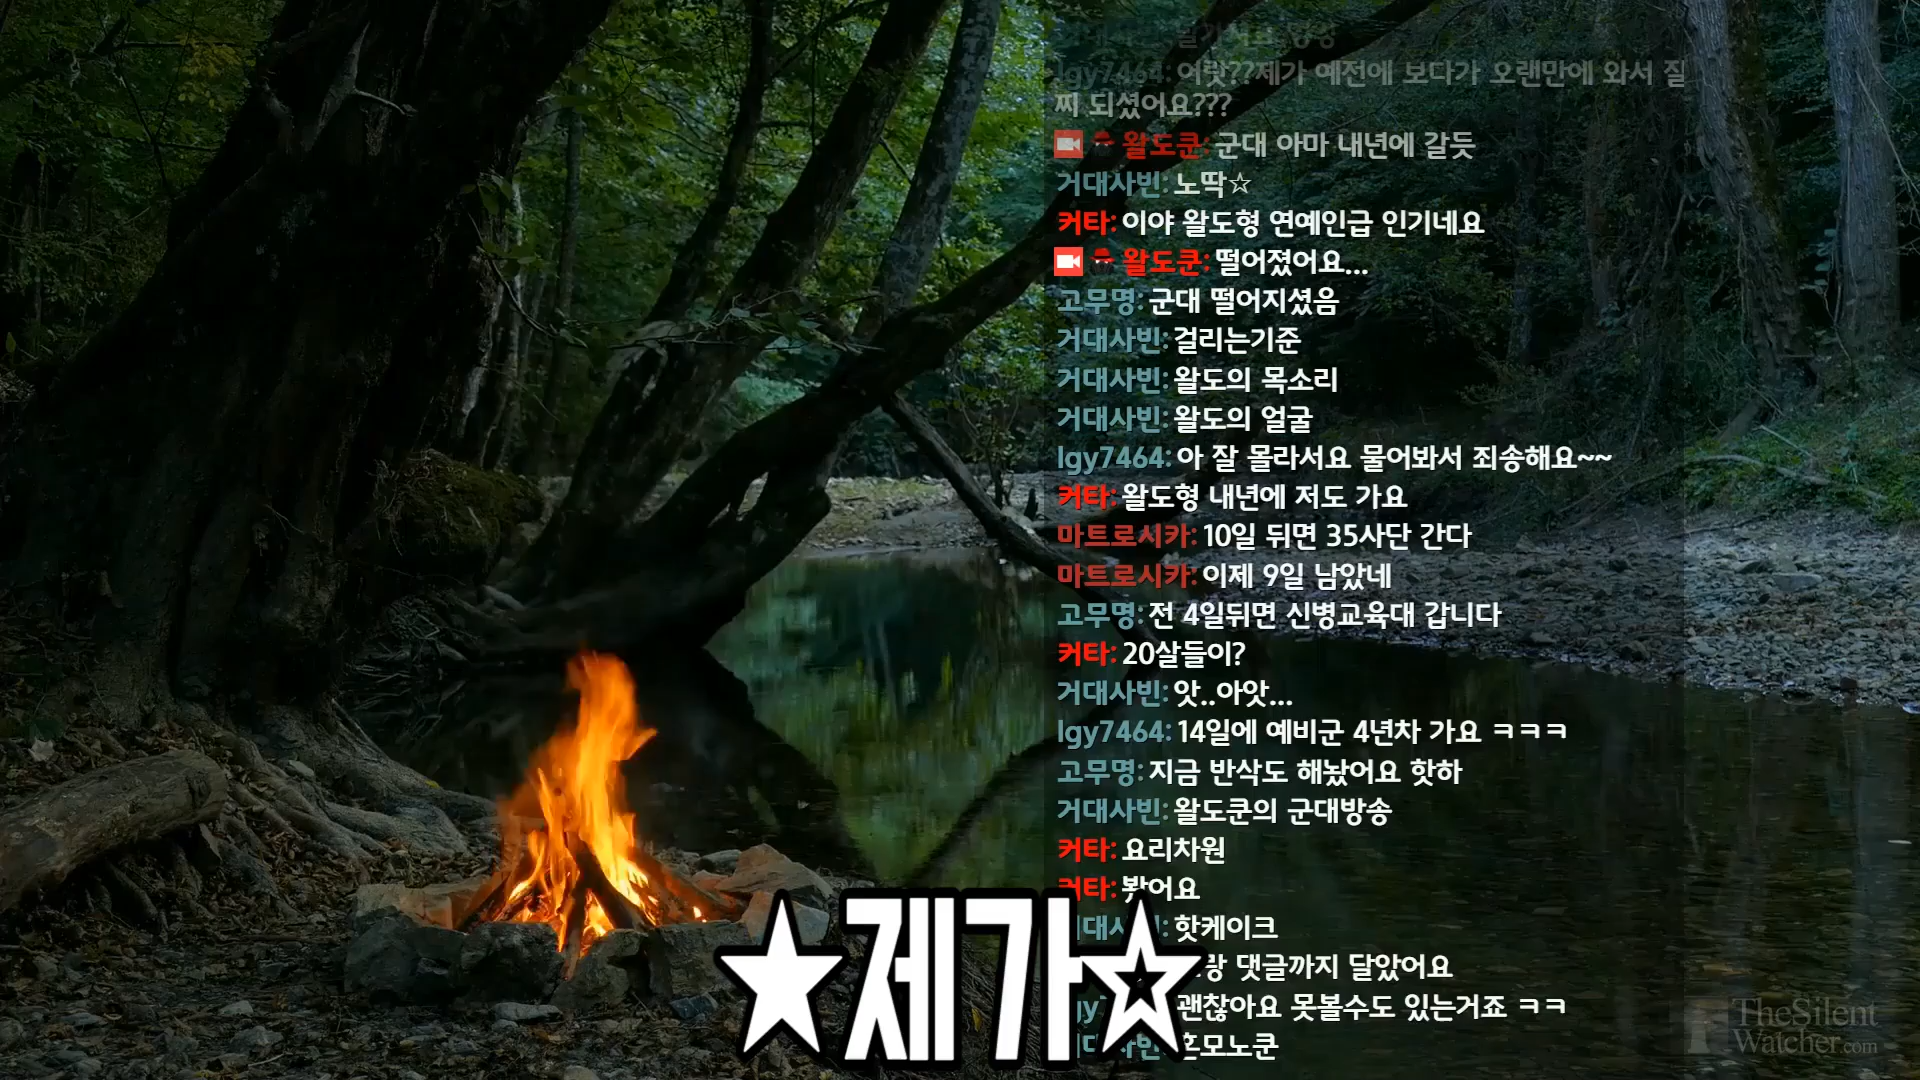 lgy7464: 어랏??제가 예전에 보다가 오랜만에 와서 질
찌 되셨어요???
왈도쿤: 군대 아마 내년에 갈듯
거대사빈: 노딱☆
커타: 이야 왈도형 연예인급 인기네요
왈도쿤: 떨어졌어요...
고무명: 군대 떨어지셨음
거대사빈: 걸리는기준
거대사빈: 왈도의 목소리
거대사빈: 왈도의 얼굴
lgy7464: 아 잘 몰라서요 물어봐서 죄송해요~~
커타: 왈도형 내년에 저도 가요
마트로시카: 10일 뒤면 35사단 간다
마트로시카: 이제 9일 남았네
고무명: 전 4일뒤면 신병교육대 갑니다
커타: 20살들이?
거대사빈: 앗..아앗...
lgy7464: 14일에 예비군 4년차 가요 ㅋㅋㅋ
고무명: 지금 반삭도 해놨어요 핫하
거대사빈: 왈도쿤의 군대방송
커타: 요리차원
커타: 봤어요
핫케이크
댓글까지 달았어요
괜찮아요 못볼수도 있는거죠 ㅋㅋ
혼모노쿤
★제가☆
TheSilent
Watcher.com